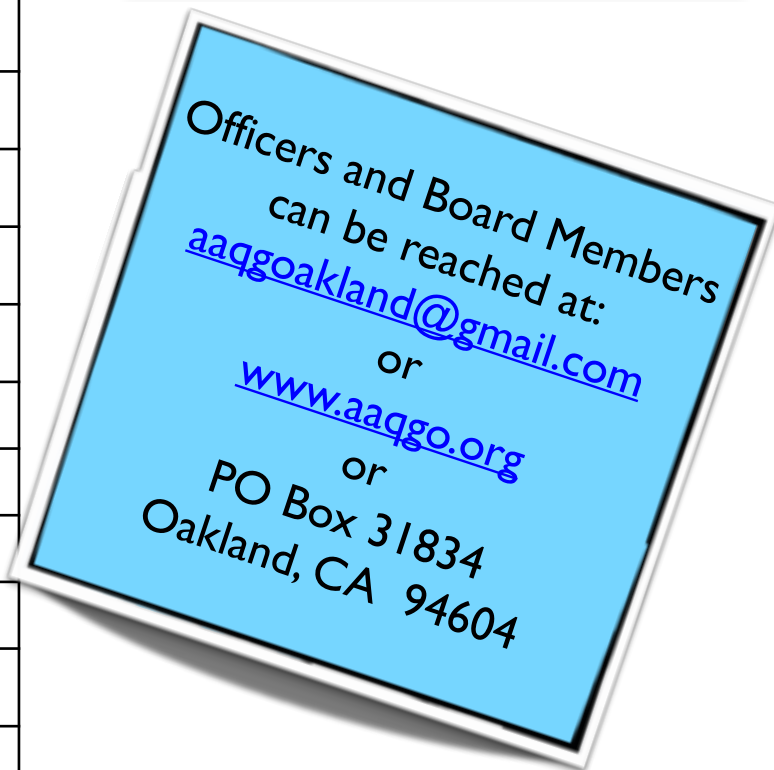 Officers and Board Members
can be reached at:
aaqgoakland@gmail.com
or
www.aaqgo.org
or
PO Box 31834
Oakland, CA  94604